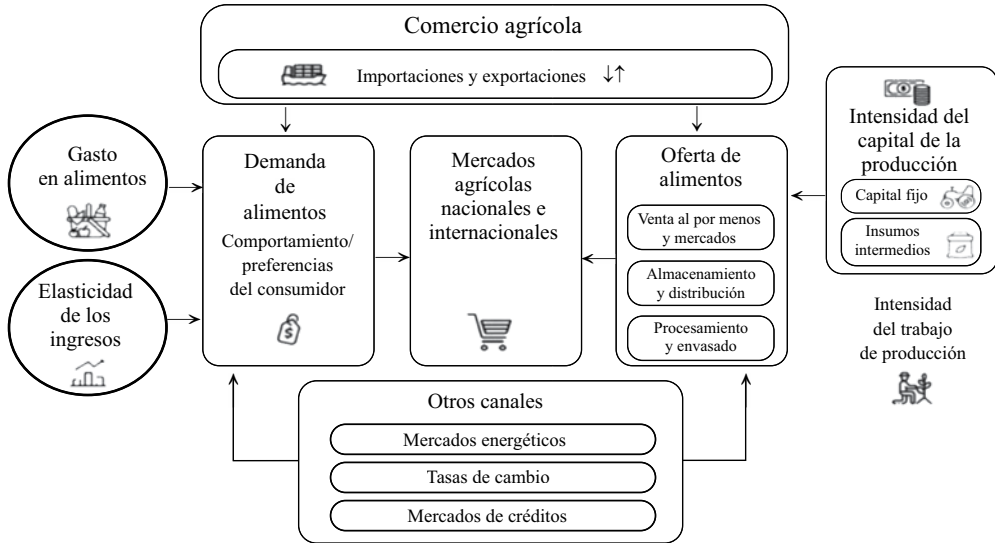 Comercio agrícola
Importaciones y exportaciones ↓↑
Gasto
en alimentos
Elasticidad
de los
ingresos
Demanda
de
alimentos
Comportamiento/
preferencias
del consumidor
$
Mercados
agrícolas
nacionales e
internacionales
Oferta de
alimentos
Venta al por menos
y mercados
Almacenamiento
y distribución
Procesamiento
y envasado
Intensidad del
capital de la
producción
Capital fijo
Insumos
intermedios
Intensidad
del trabajo
de producción
Otros canales
Mercados energéticos
Tasas de cambio
Mercados de créditos